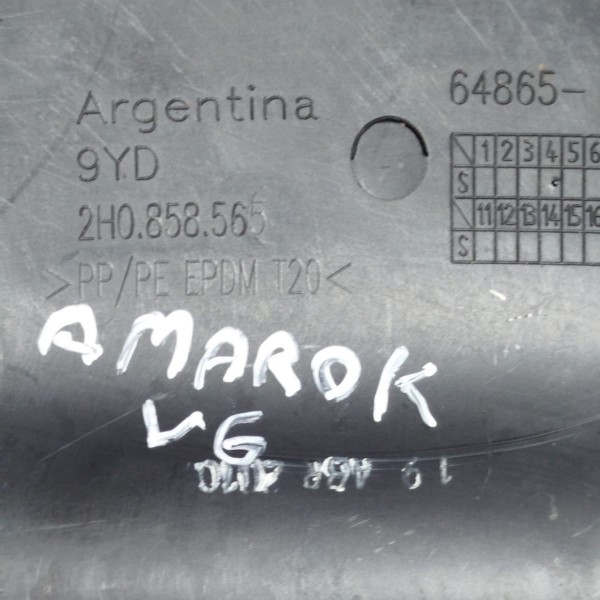 Argentina
9YD
2H0.858.565
>PP/PE EPDM T20<
64865-
1 2 3 4 5 6
S
11 12 13 14 15 16
S
AMAROK
VG